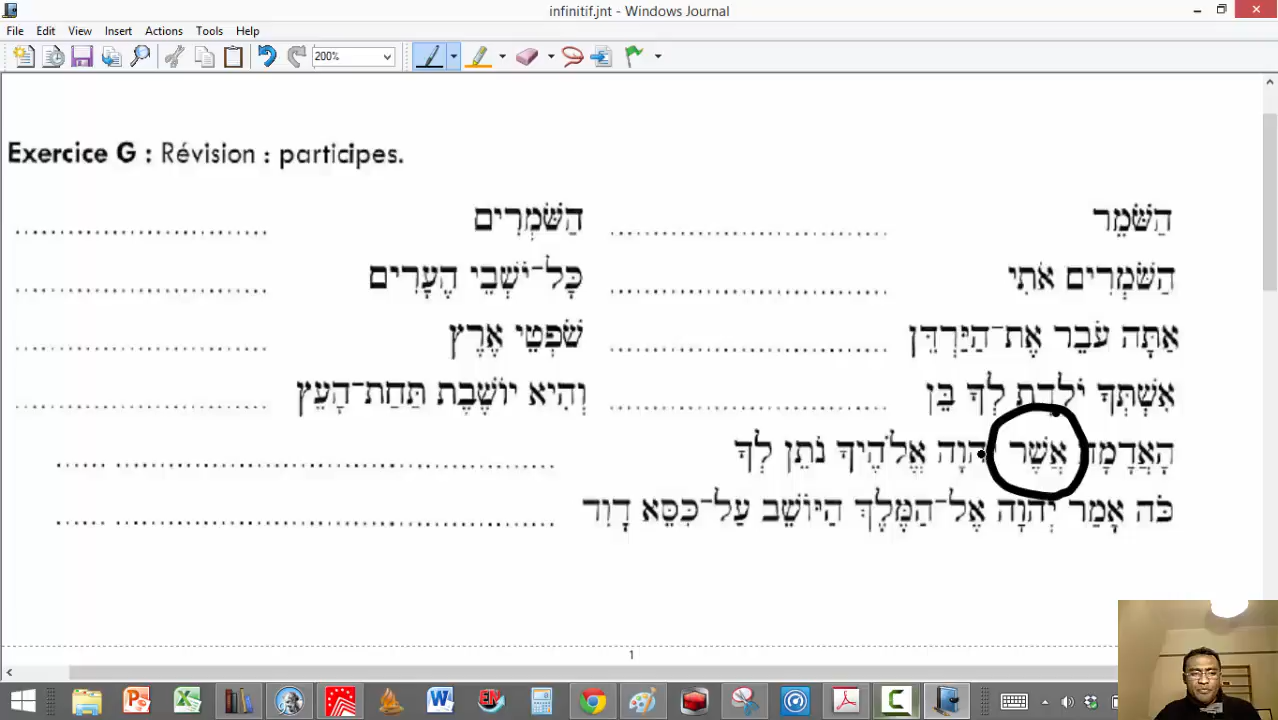 infinitif.jnt - Windows Journal
File Edit View Insert Actions Tools Help
200%
Exercice G : Révision : participes.
הַשֹּׁמֵר ............................ הַשֹּׁמְרִים ............................
הַשֹּׁמְרִים אֹתִי ............................ כָּל־יֹשְׁבֵי הֶעָרִים ............................
אַתָּה עֹבֵר אֶת־הַיַּרְדֵּן ............................ שֹׁפְטֵי אֶרֶץ ............................
אִשְׁתְּךָ יֹלֶדֶת לְךָ בֵּן ............................ וְהִיא יוֹשֶׁבֶת תַּחַת־הָעֵץ ............................
הָאֲדָמָה אֲשֶׁר יְהוָה אֱלֹהֶיךָ נֹתֵן לְךָ ..................................................
כֹּה אָמַר יְהוָה אֶל־הַמֶּלֶךְ הַיּוֹשֵׁב עַל־כִּסֵּא דָוִד ..................................................
1